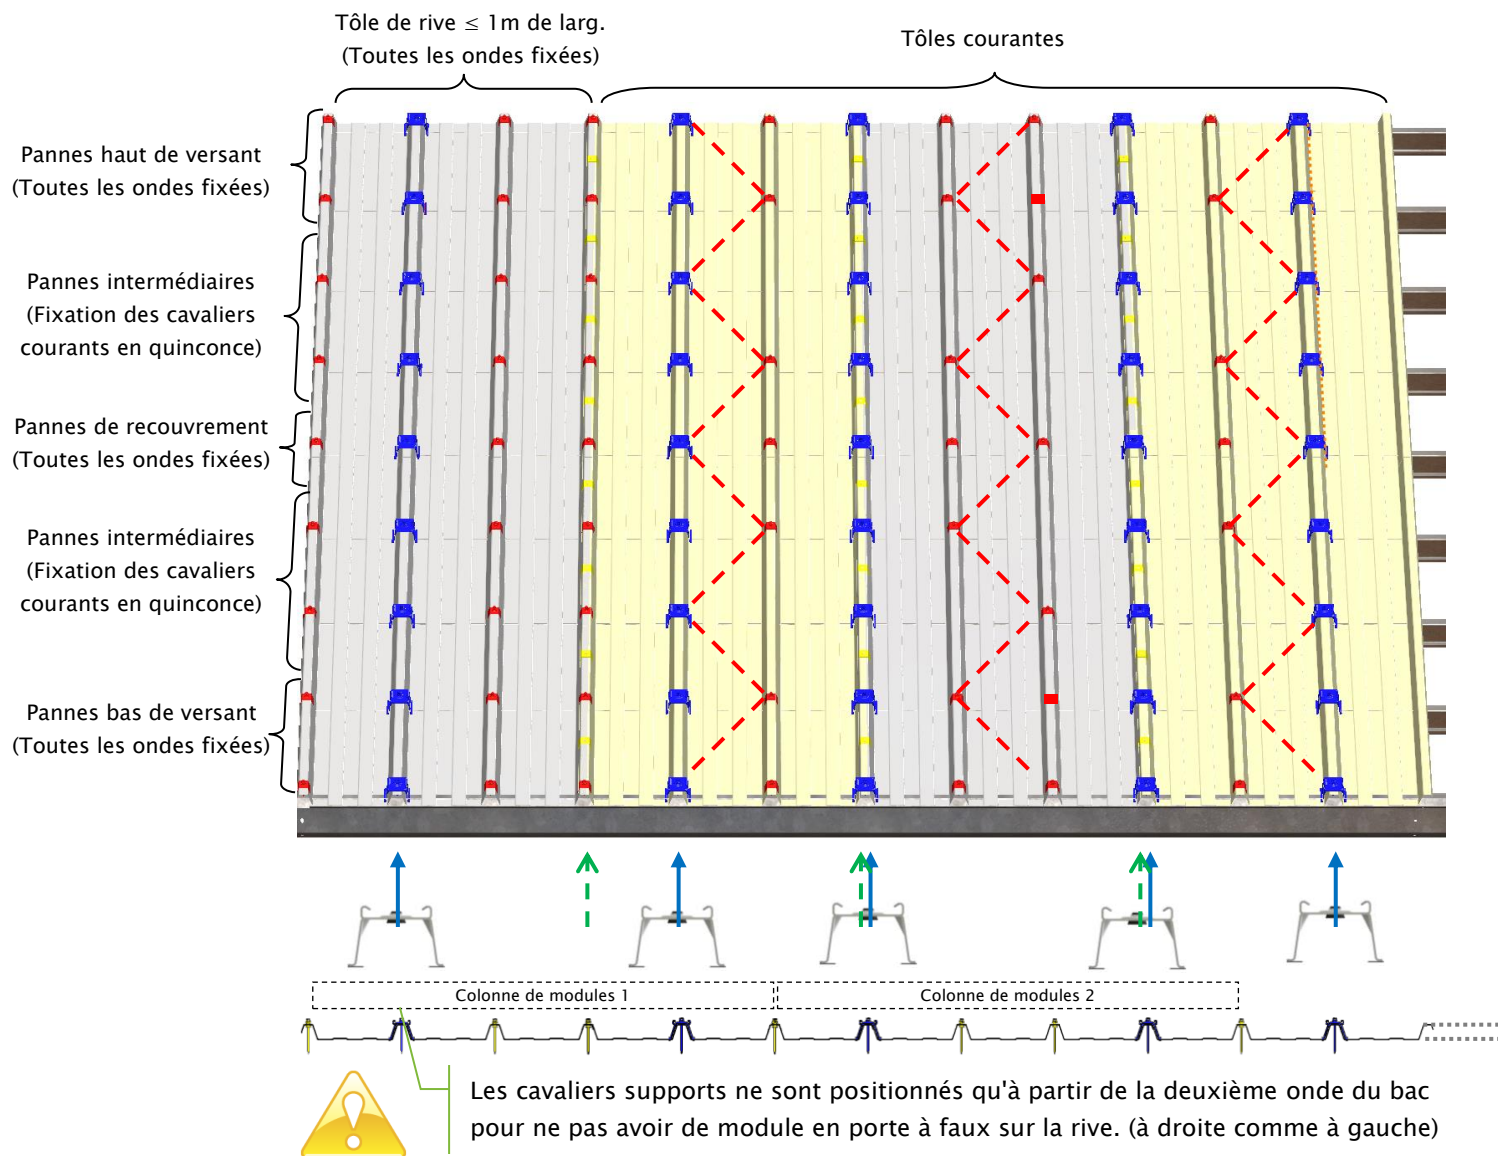 Tôle de rive ≤ 1m de larg.
(Toutes les ondes fixées)
Tôles courantes
Pannes haut de versant
(Toutes les ondes fixées)
Pannes intermédiaires
(Fixation des cavaliers
courants en quinconce)
Pannes de recouvrement
(Toutes les ondes fixées)
Pannes intermédiaires
(Fixation des cavaliers
courants en quinconce)
Pannes bas de versant
(Toutes les ondes fixées)
Colonne de modules 1
Colonne de modules 2
Les cavaliers supports ne sont positionnés qu'à partir de la deuxième onde du bac
pour ne pas avoir de module en porte à faux sur la rive. (à droite comme à gauche)